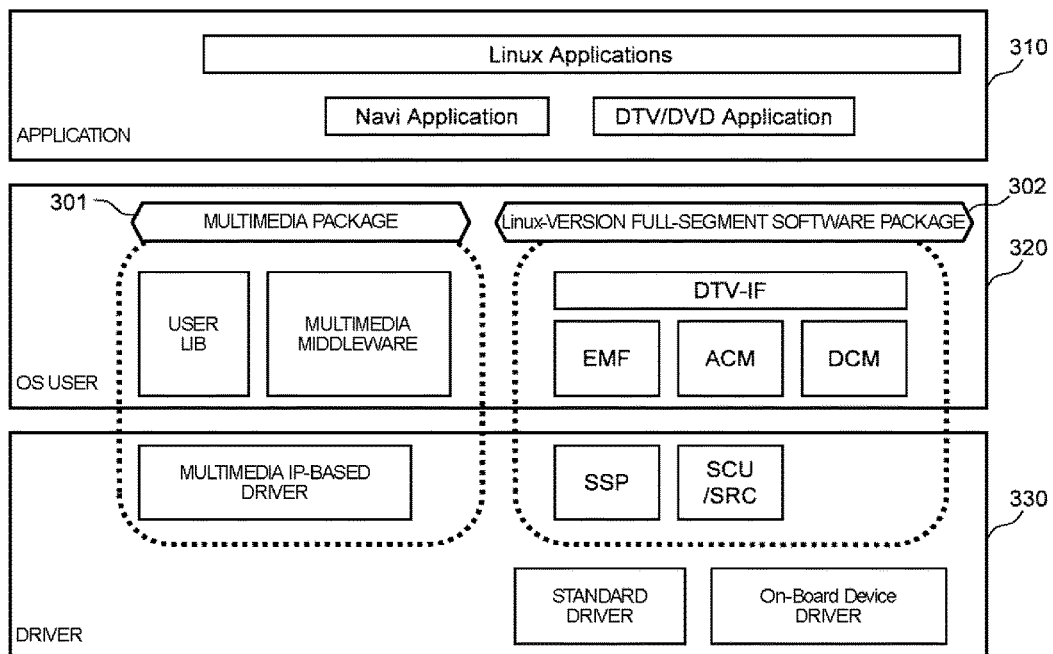 Linux Applications
310
Navi Application
DTV/DVD Application
APPLICATION
301
MULTIMEDIA PACKAGE
Linux-VERSION FULL-SEGMENT SOFTWARE PACKAGE
302
320
USER
LIB
MULTIMEDIA
MIDDLEWARE
DTV-IF
EMF
ACM
DCM
OS USER
MULTIMEDIA IP-BASED
DRIVER
SSP
SCU
/SRC
330
STANDARD
DRIVER
On-Board Device
DRIVER
DRIVER